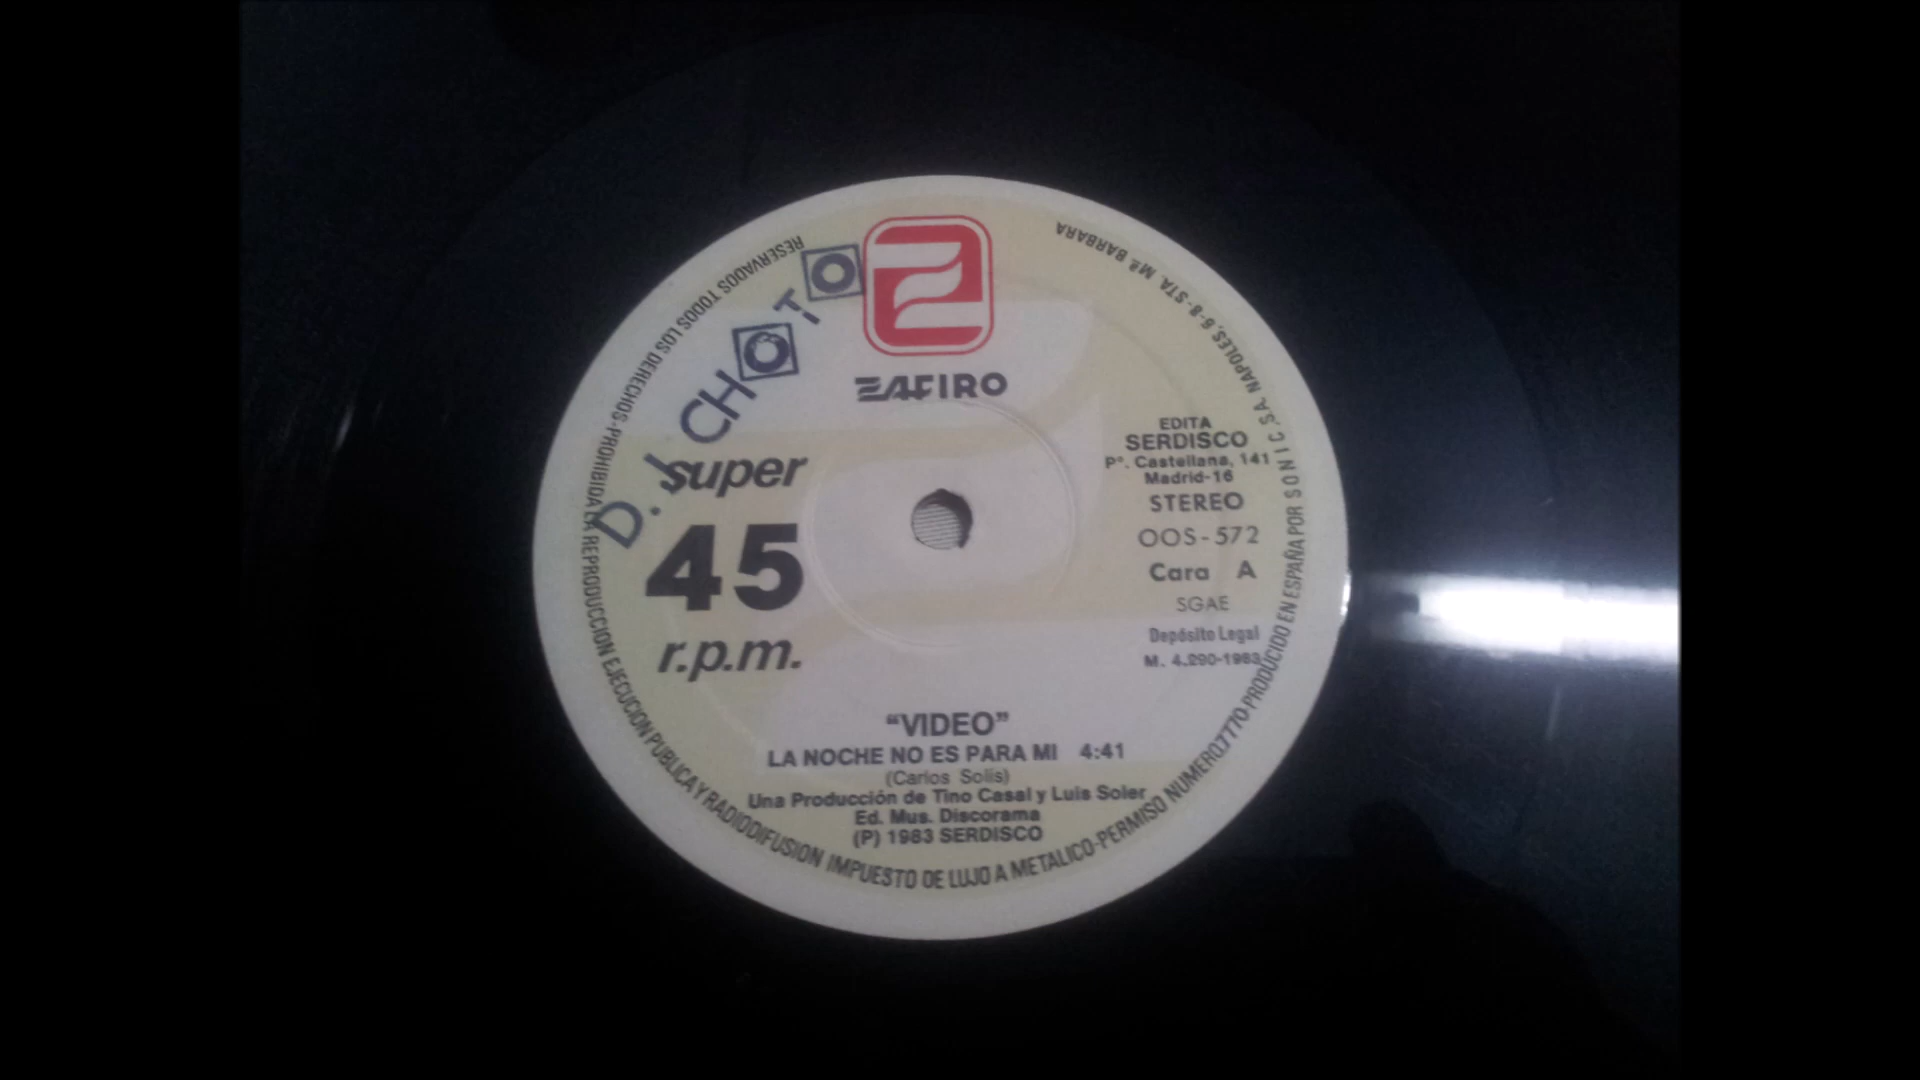 ZAFIRO
D.J CHOTO
super
45
r.p.m.
EDITA
SERDISCO
Pº. Castellana, 141
Madrid-16
STEREO
OOS-572
Cara A
SGAE
Depósito Legal
M. 4.290-1983
"VIDEO"
LA NOCHE NO ES PARA MI 4:41
(Carlos Solís)
Una Producción de Tino Casal y Luis Soler
Ed. Mus. Discorama
(P) 1983 SERDISCO
RESERVADOS TODOS LOS DERECHOS-PROHIBIDA LA REPRODUCCION EJECUCION PUBLICA Y RADIODIFUSION IMPUESTO DE LUJO A METALICO-PERMISO NUMERO 7770 PRODUCIDO EN ESPAÑA POR SONIC, S.A. NAPOLES, 6-8-STA. Mª. BARBARA